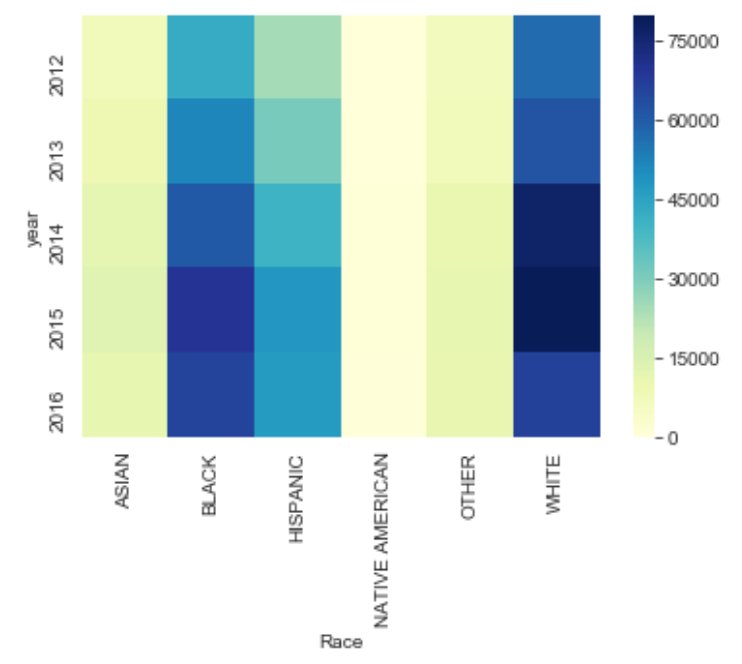 year
2012
2013
2014
2015
2016
ASIAN
BLACK
HISPANIC
NATIVE AMERICAN
OTHER
WHITE
Race
75000
60000
45000
30000
15000
0